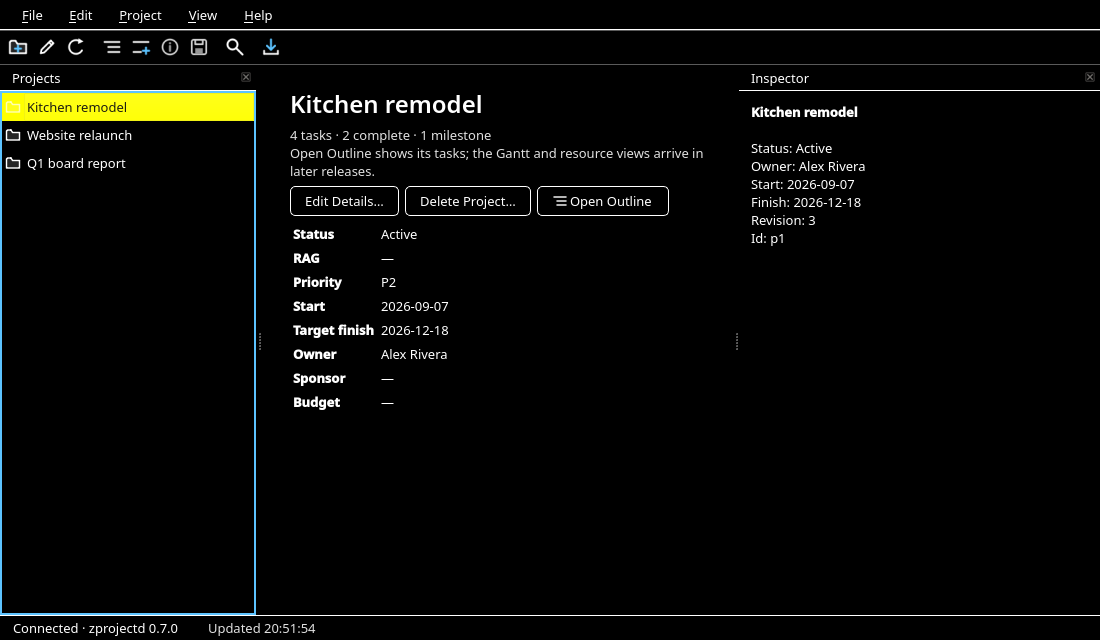 File Edit Project View Help
Projects
Kitchen remodel
Website relaunch
Q1 board report
Kitchen remodel
4 tasks · 2 complete · 1 milestone
Open Outline shows its tasks; the Gantt and resource views arrive in
later releases.
Edit Details... Delete Project... Open Outline
Status Active
RAG —
Priority P2
Start 2026-09-07
Target finish 2026-12-18
Owner Alex Rivera
Sponsor —
Budget —
Inspector
Kitchen remodel
Status: Active
Owner: Alex Rivera
Start: 2026-09-07
Finish: 2026-12-18
Revision: 3
Id: p1
Connected · zprojectd 0.7.0 Updated 20:51:54